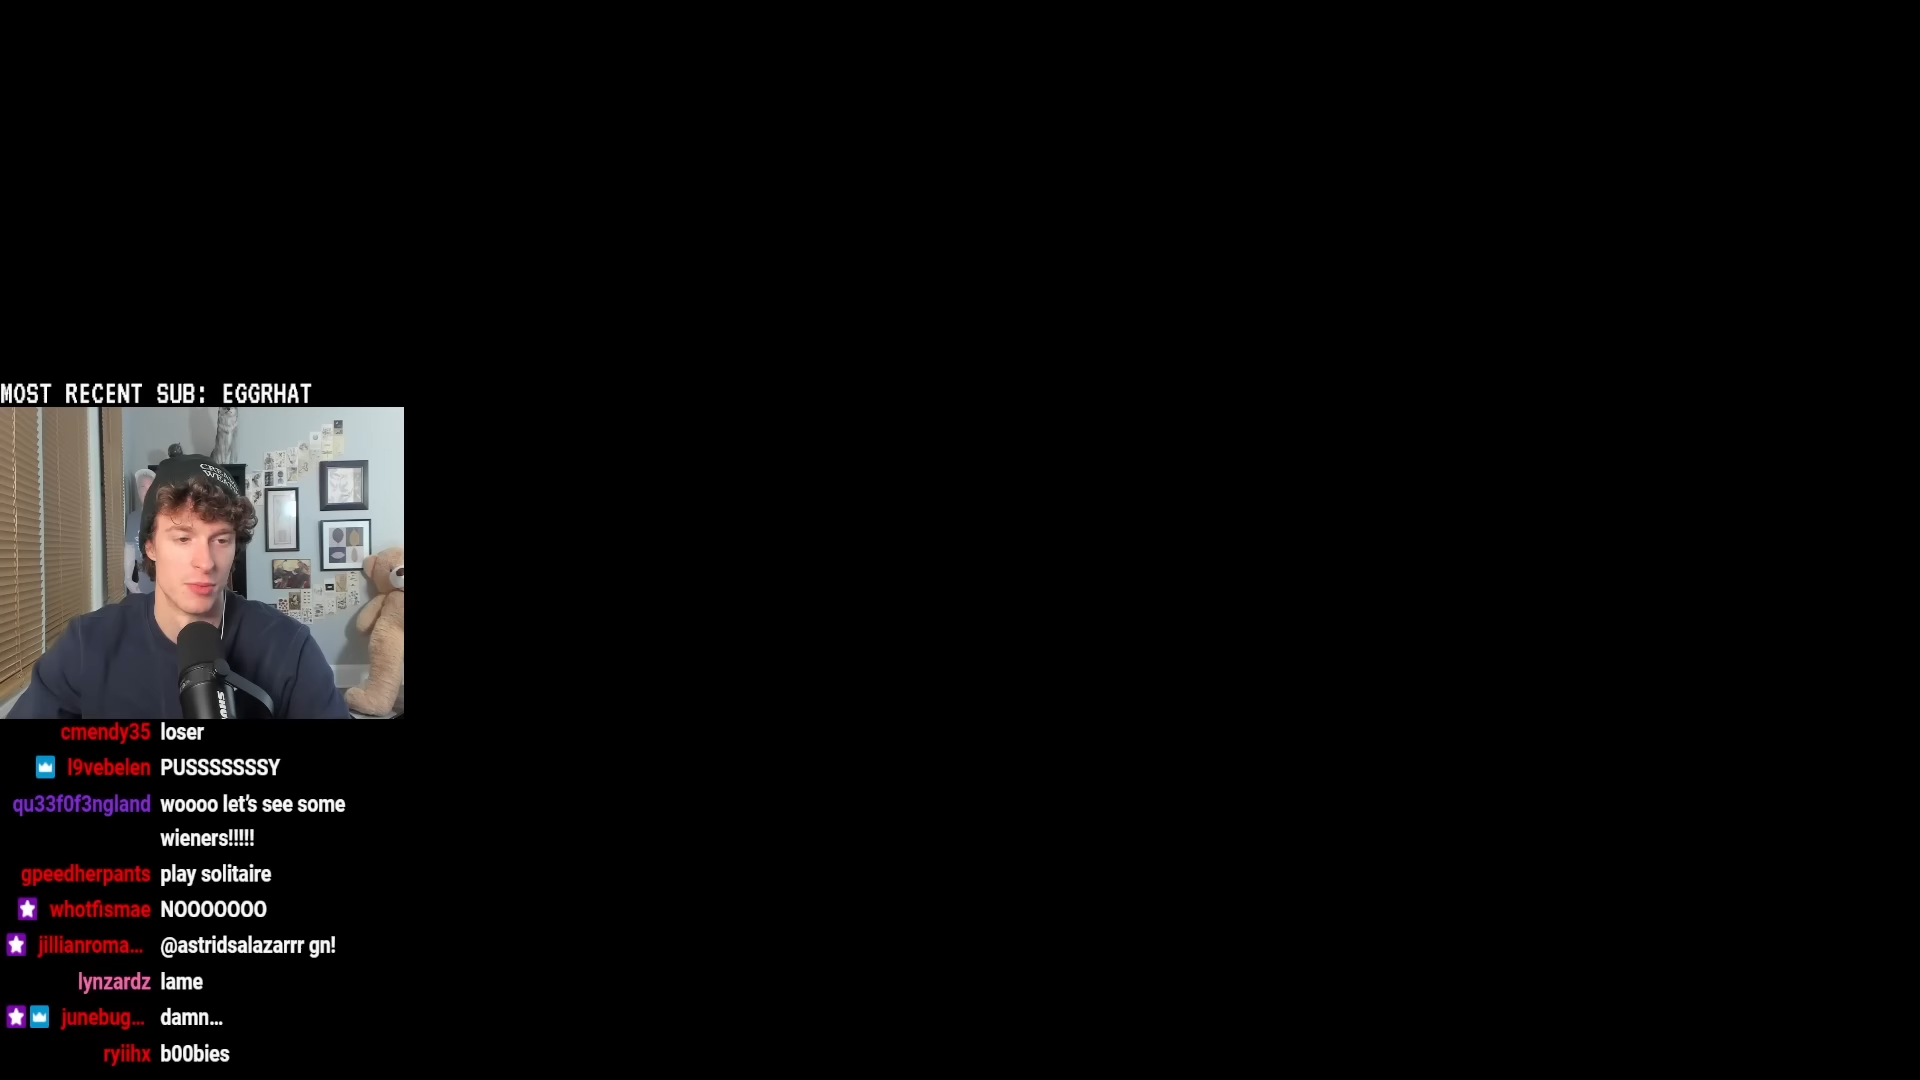 MOST RECENT SUB: EGGRHAT
cmendy35 loser
l9vebelen PUSSSSSSSY
qu33f0f3ngland woooo let's see some
wieners!!!!!
gpeedherpants play solitaire
whotfismae NOOOOOOO
jillianroma... @astridsalazarrr gn!
lynzardz lame
junebug... damn...
ryiihx b00bies